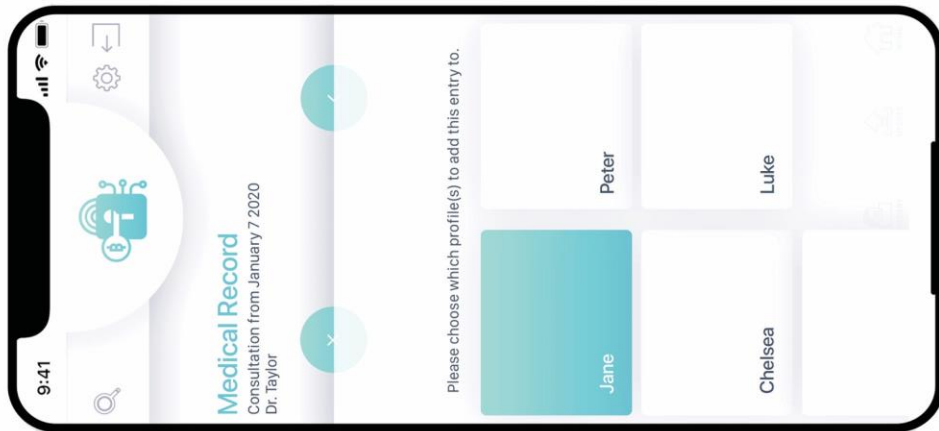 9:41
Medical Record
Consultation from January 7 2020
Dr. Taylor
Please choose which profile(s) to add this entry to.
Jane
Peter
Chelsea
Luke